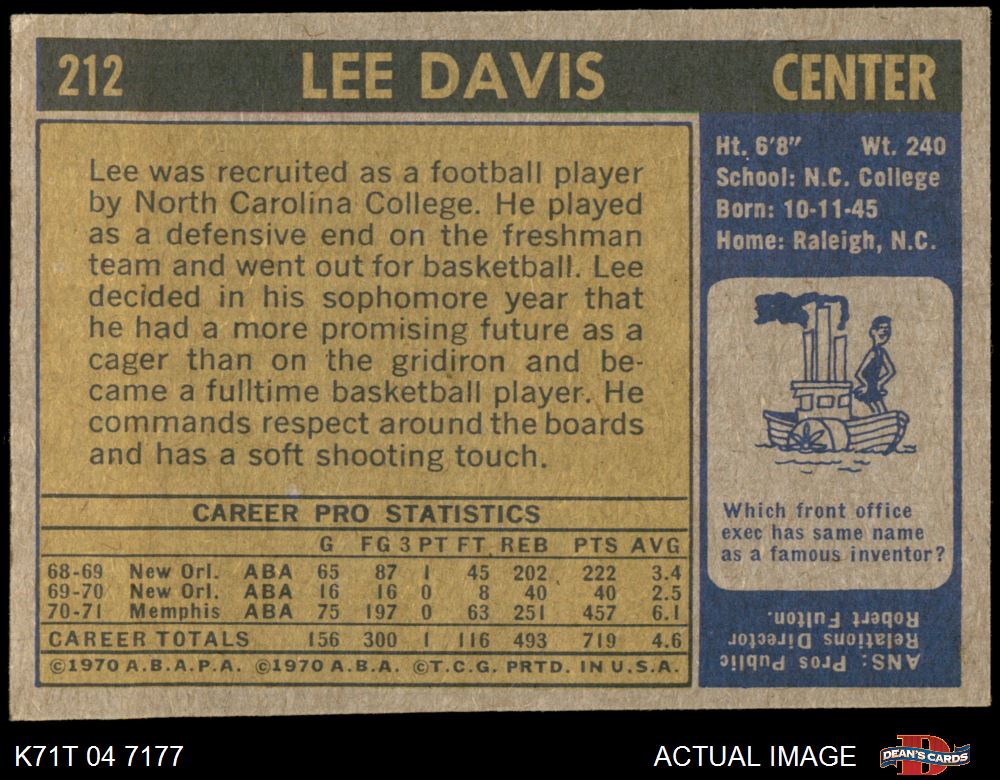 212 LEE DAVIS CENTER
Lee was recruited as a football player
by North Carolina College. He played
as a defensive end on the freshman
team and went out for basketball. Lee
decided in his sophomore year that
he had a more promising future as a
cager than on the gridiron and be-
came a fulltime basketball player. He
commands respect around the boards
and has a soft shooting touch.
CAREER PRO STATISTICS
G FG 3 PT FT. REB PTS AVG
68-69 New Orl. ABA 65 87 1 45 202 222 3.4
69-70 New Orl. ABA 16 16 0 8 40 40 2.5
70-71 Memphis ABA 75 197 0 63 251 457 6.1
CAREER TOTALS 156 300 1 116 493 719 4.6
©1970 A.B.A.P.A. ©1970 A.B.A. ©T.C.G. PRTD. IN U.S.A.
Ht. 6'8" Wt. 240
School: N.C. College
Born: 10-11-45
Home: Raleigh, N.C.
Which front office
exec has same name
as a famous inventor?
ANS: Pros Public
Relations Director
Robert Fulton.
K71T 04 7177 ACTUAL IMAGE
D
DEAN'S CARDS